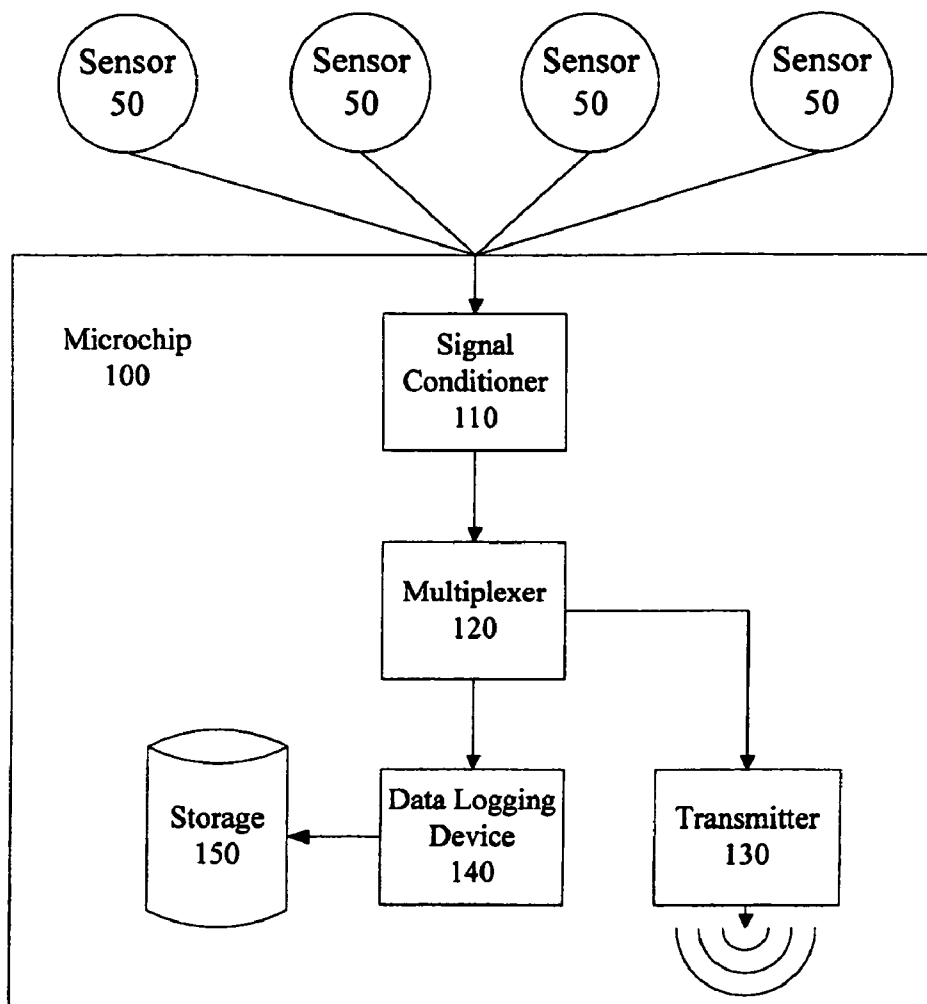 Sensor
50
Sensor
50
Sensor
50
Sensor
50
Microchip
100
Signal
Conditioner
110
Multiplexer
120
Storage
150
Data Logging
Device
140
Transmitter
130